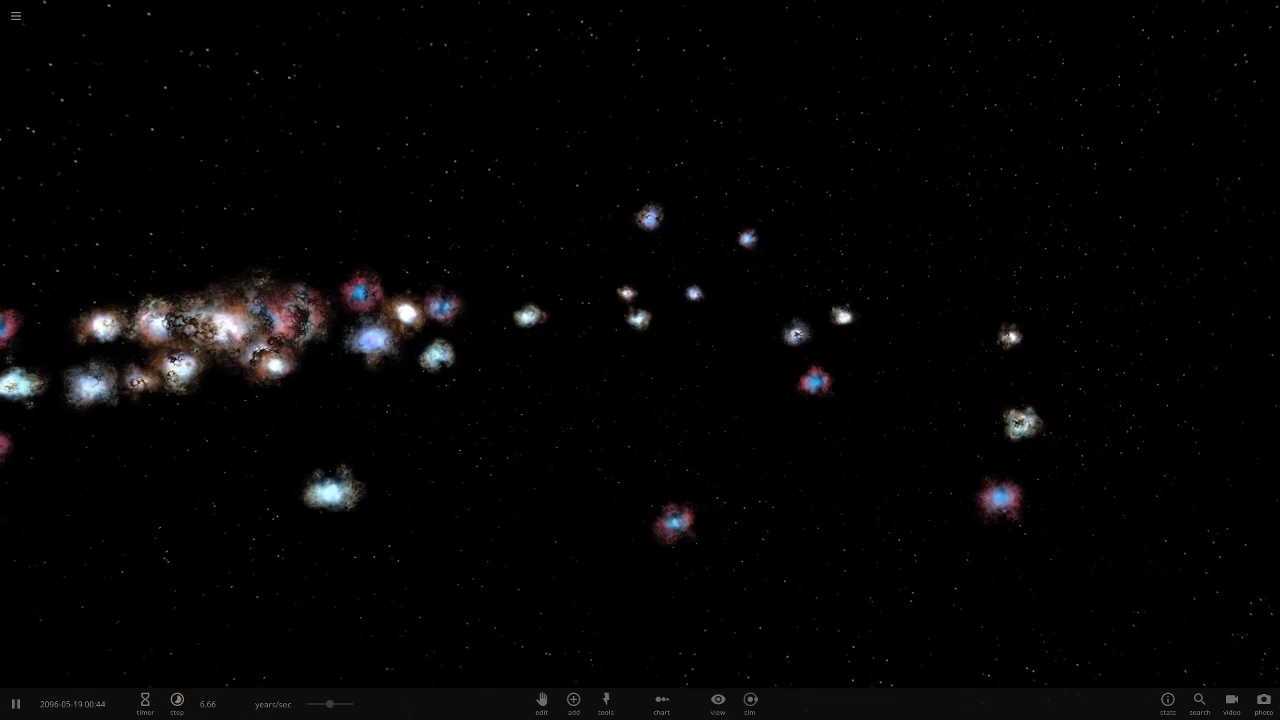 2096-05-19 00:44
timer
step
6.66
years/sec
edit
add
tools
chart
view
sim
stats
search
video
photo